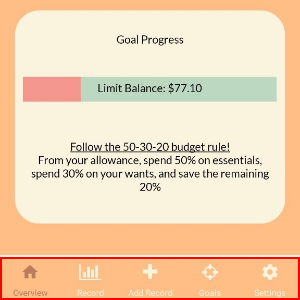 Goal Progress
Limit Balance: $77.10
Follow the 50-30-20 budget rule!
From your allowance, spend 50% on essentials,
spend 30% on your wants, and save the remaining
20%
Overview Record Add Record Goals Settings